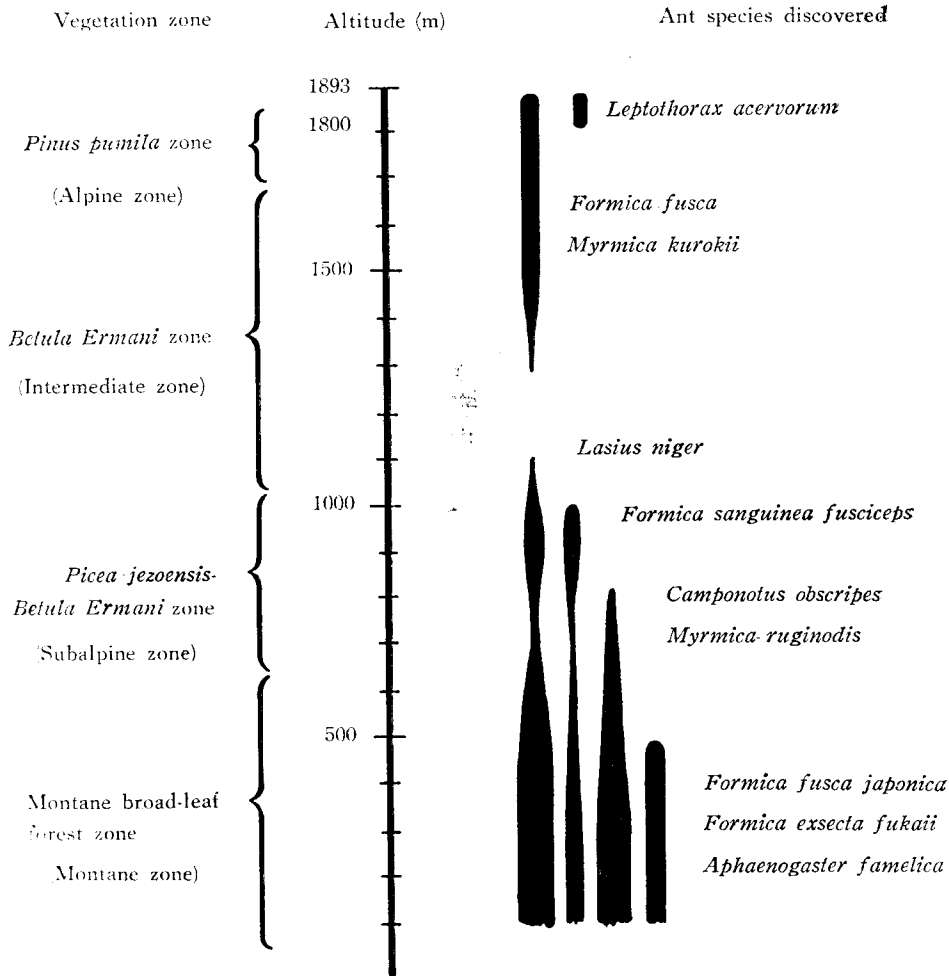 Vegetation zone
Altitude (m)
Ant species discovered
1893
1800
1500
1000
500
Pinus pumila zone
(Alpine zone)
Betula Ermani zone
(Intermediate zone)
Picea jezoensis-
Betula Ermani zone
(Subalpine zone)
Montane broad-leaf
forest zone
Montane zone)
Leptothorax acervorum
Formica fusca
Myrmica kurokii
Lasius niger
Formica sanguinea fusciceps
Camponotus obscripes
Myrmica ruginodis
Formica fusca japonica
Formica exsecta fukaii
Aphaenogaster famelica